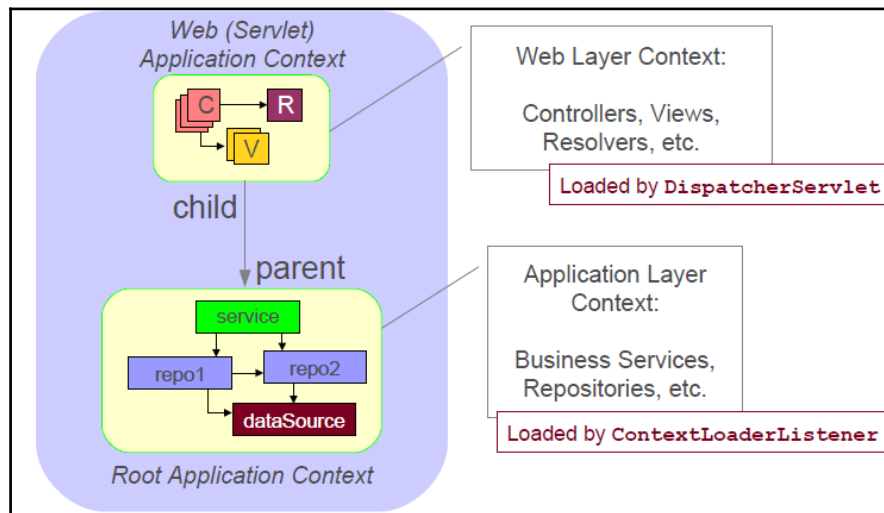 Web (Servlet)
Application Context
C
R
V
child
parent
service
repo1
repo2
dataSource
Root Application Context
Web Layer Context:
Controllers, Views,
Resolvers, etc.
Loaded by DispatcherServlet
Application Layer
Context:
Business Services,
Repositories, etc.
Loaded by ContextLoaderListener